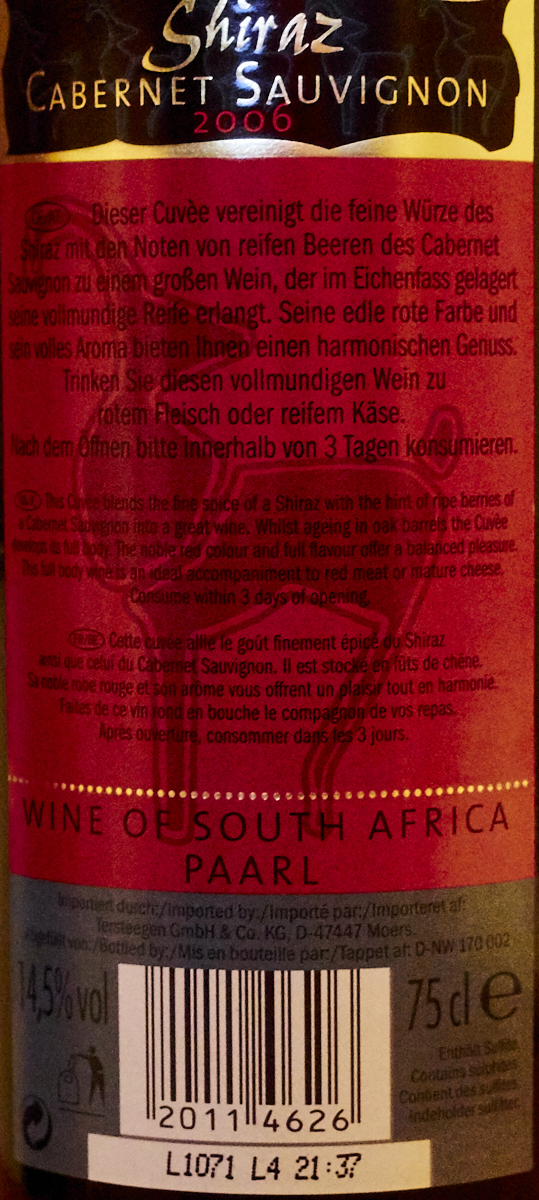 Shiraz
CABERNET SAUVIGNON
2006
Dieser Cuvèe vereinigt die feine Würze des
Shiraz mit den Noten von reifen Beeren des Cabernet
Sauvignon zu einem großen Wein, der im Eichenfass gelagert
seine vollmundige Reife erlangt. Seine edle rote Farbe und
sein volles Aroma bieten Ihnen einen harmonischen Genuss.
Trinken Sie diesen vollmundigen Wein zu
rotem Fleisch oder reifem Käse.
Nach dem Öffnen bitte innerhalb von 3 Tagen konsumieren.
This Cuvée blends the fine spice of a Shiraz with the hint of ripe berries of
a Cabernet Sauvignon into a great wine. Whilst ageing in oak barrels the Cuvée
develops its full body. The noble red colour and full flavour offer a balanced pleasure.
This full body wine is an ideal accompaniment to red meat or mature cheese.
Consume within 3 days of opening.
Cette cuvée allie le goût finement épicé du Shiraz
ainsi que celui du Cabernet Sauvignon. Il est stocké en fûts de chêne.
Sa noble robe rouge et son arôme vous offrent un plaisir tout en harmonie.
Faites de ce vin rond en bouche le compagnon de vos repas.
Après ouverture, consommer dans les 3 jours.
WINE OF SOUTH AFRICA
PAARL
Importiert durch:/Imported by:/Importé par:/Importeret af:
Tersteegen GmbH & Co. KG, D-47447 Moers.
Abgefüllt von:/Bottled by:/Mis en bouteille par:/Tappet af: D-NW 170 002
14,5% vol
75 cl e
Enthält Sulfite.
Contains sulphites.
Contient des sulfites.
Indeholder sulfitter.
2011 4626
L1071 L4 21:37